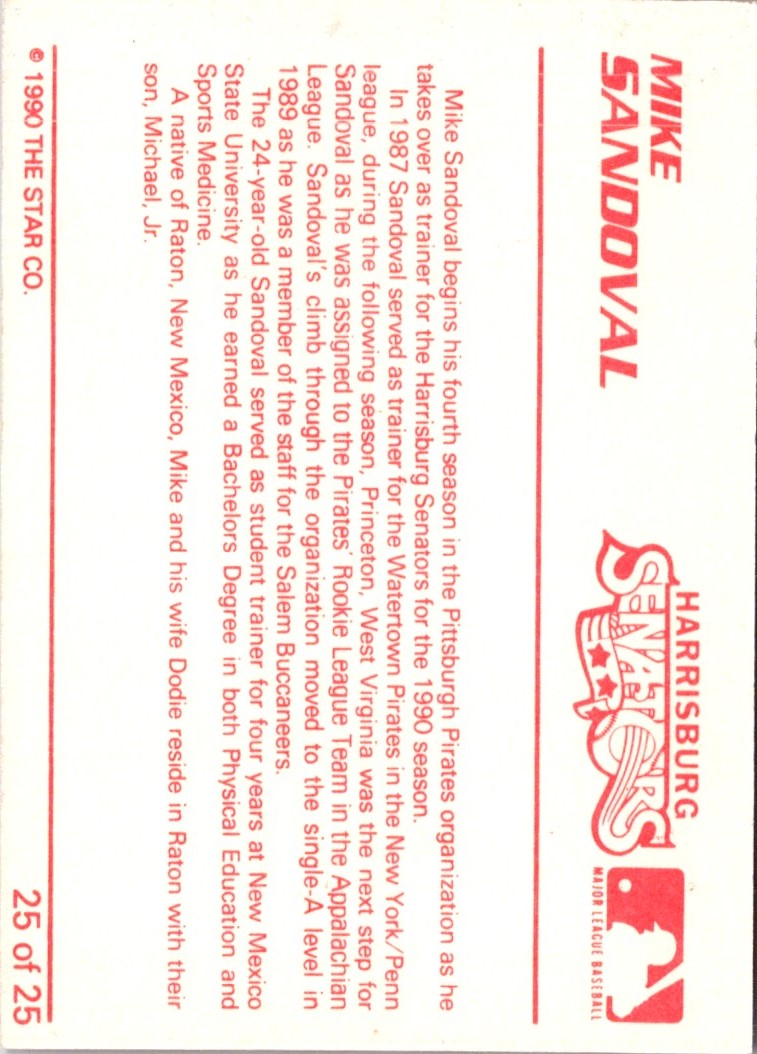 MIKE
SANDOVAL
HARRISBURG
SENATORS
MAJOR LEAGUE BASEBALL
Mike Sandoval begins his fourth season in the Pittsburgh Pirates organization as he
takes over as trainer for the Harrisburg Senators for the 1990 season.
In 1987 Sandoval served as trainer for the Watertown Pirates in the New York/Penn
league, during the following season, Princeton, West Virginia was the next step for
Sandoval as he was assigned to the Pirates' Rookie League Team in the Appalachian
League. Sandoval's climb through the organization moved to the single-A level in
1989 as he was a member of the staff for the Salem Buccaneers.
The 24-year-old Sandoval served as student trainer for four years at New Mexico
State University as he earned a Bachelors Degree in both Physical Education and
Sports Medicine.
A native of Raton, New Mexico, Mike and his wife Dodie reside in Raton with their
son, Michael, Jr.
© 1990 THE STAR CO.
25 of 25